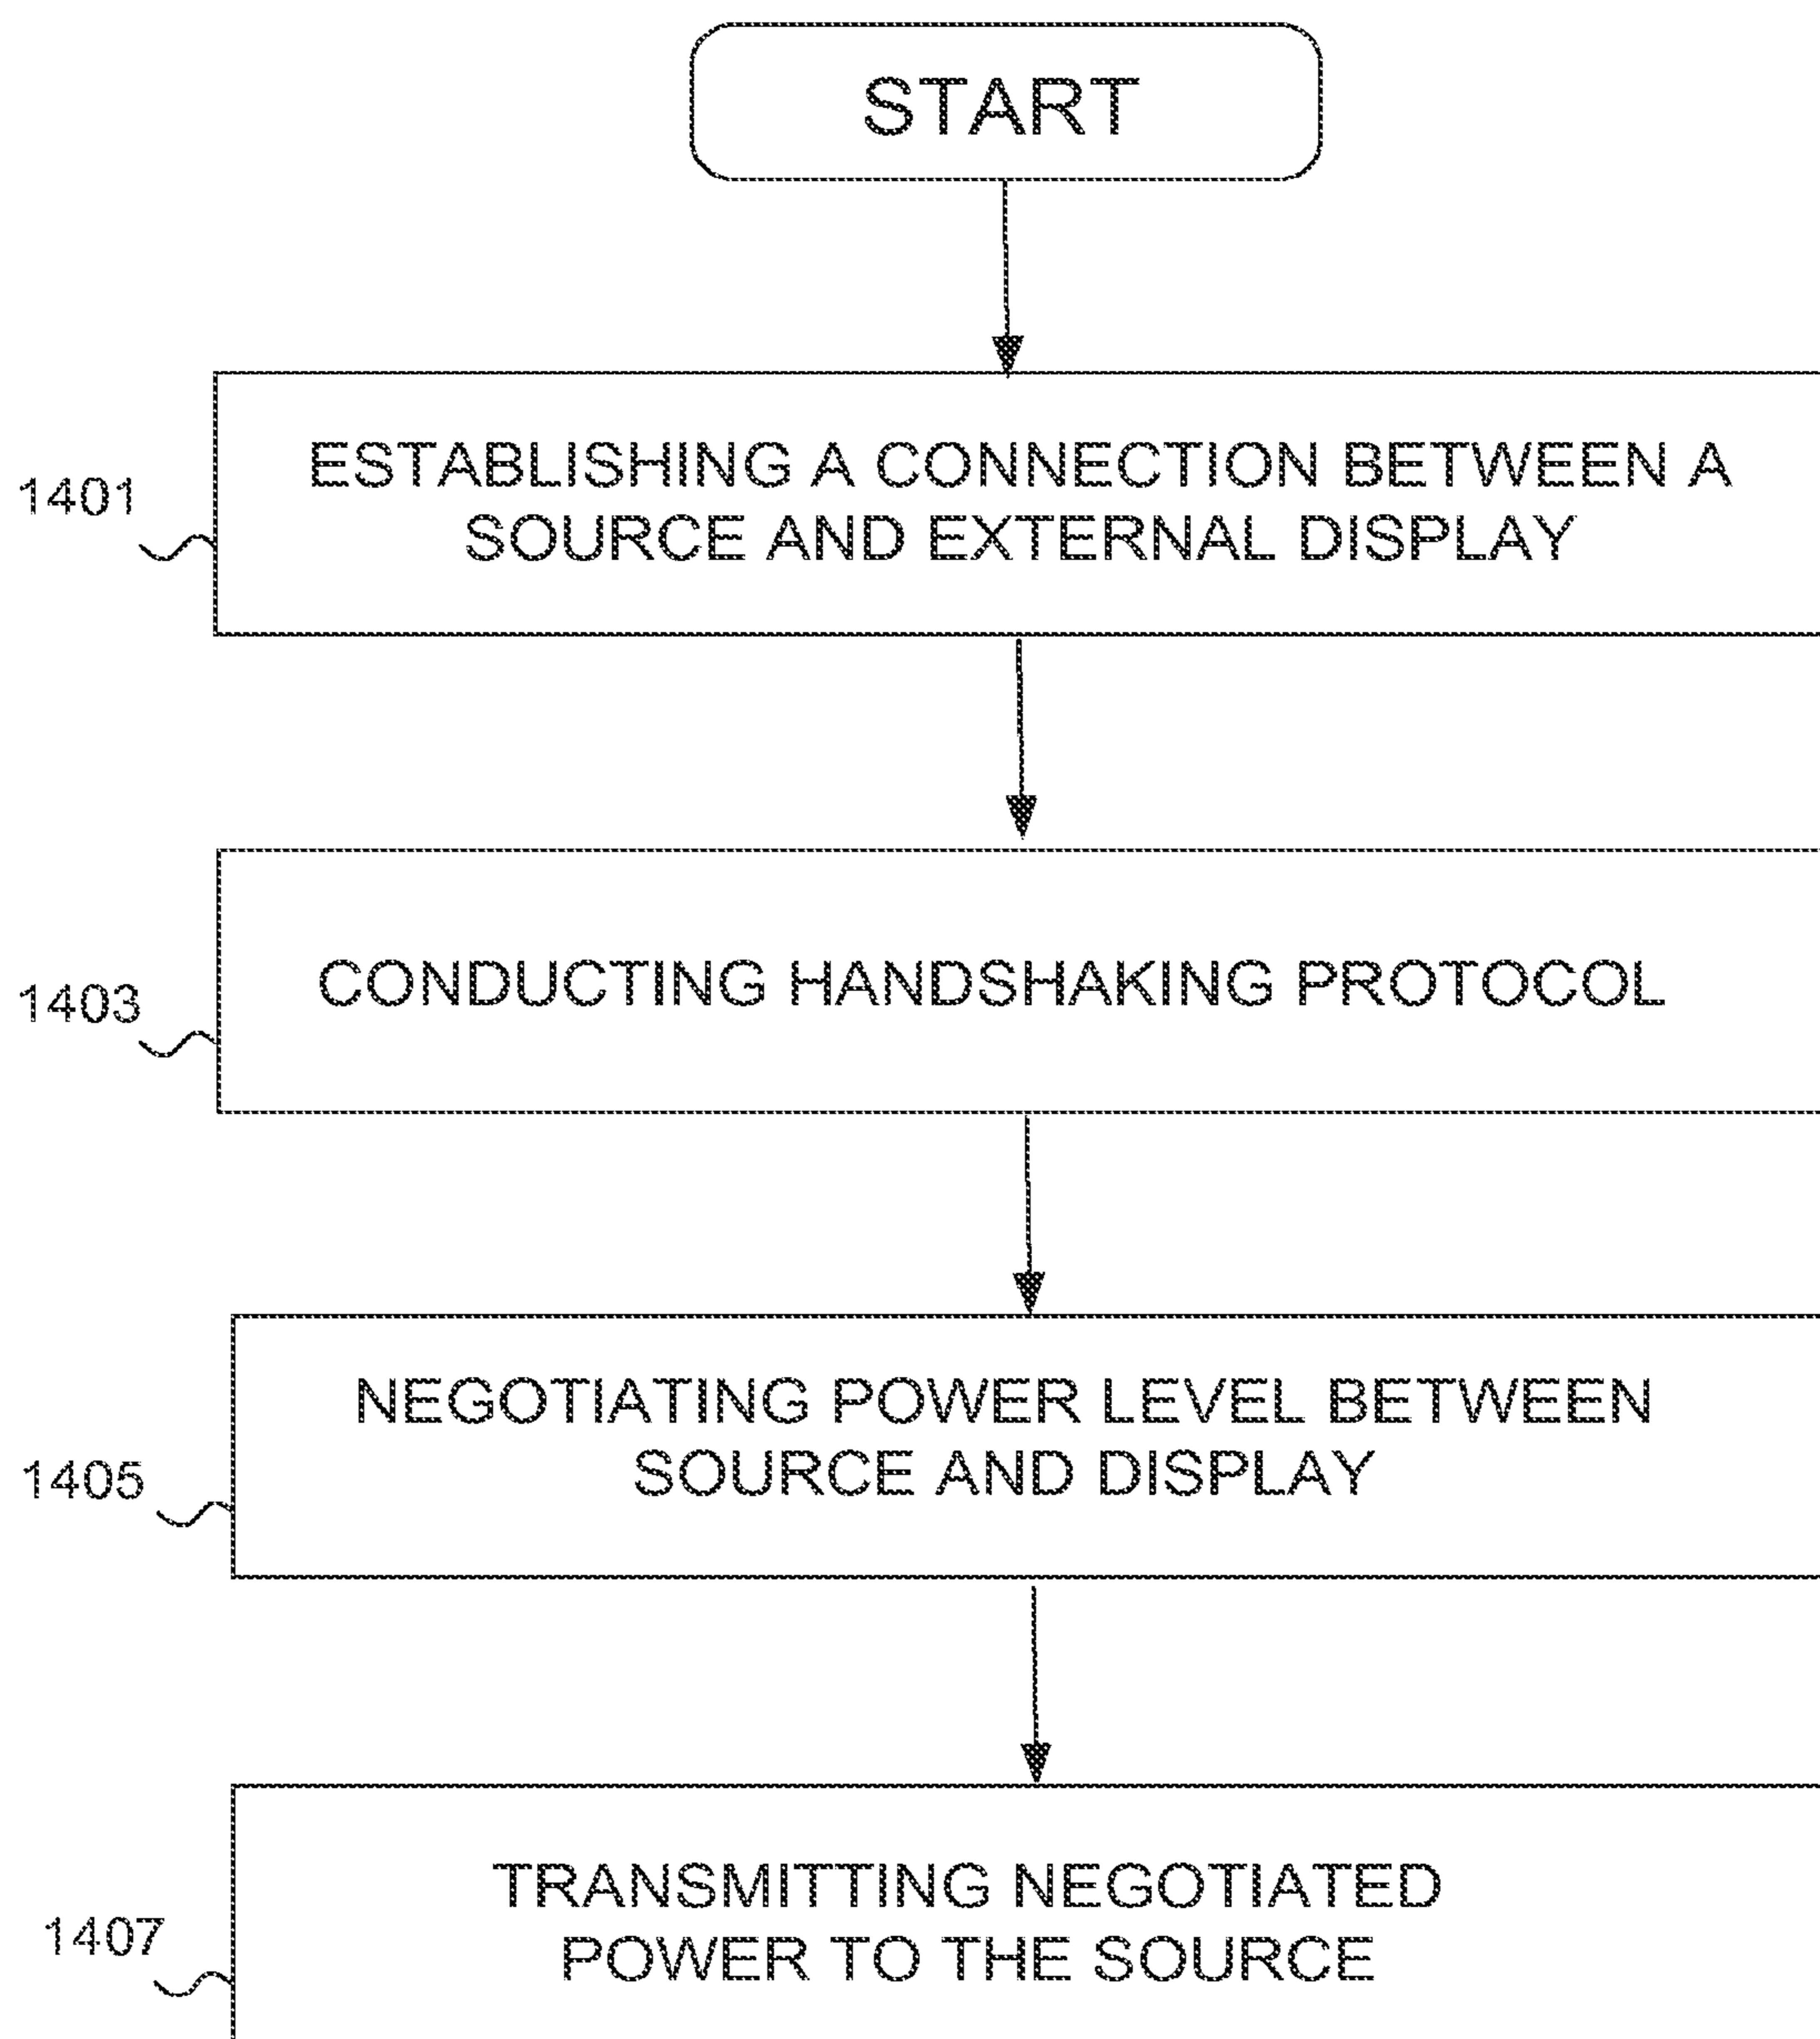 START
1401
ESTABLISHING A CONNECTION BETWEEN A
SOURCE AND EXTERNAL DISPLAY
1403
CONDUCTING HANDSHAKING PROTOCOL
1405
NEGOTIATING POWER LEVEL BETWEEN
SOURCE AND DISPLAY
1407
TRANSMITTING NEGOTIATED
POWER TO THE SOURCE